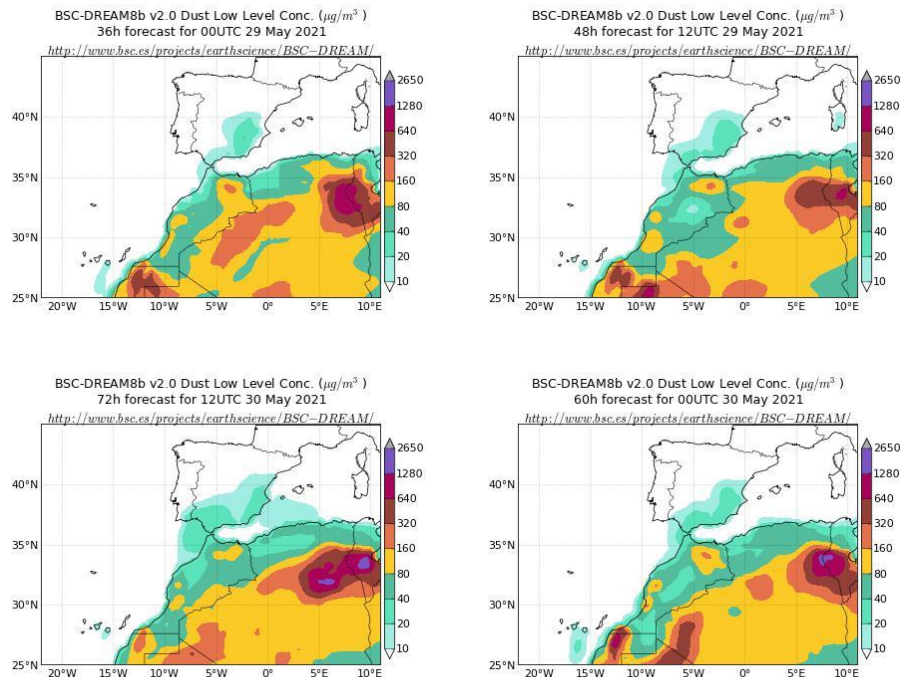 BSC-DREAM8b v2.0 Dust Low Level Conc. (μg/m³ )
36h forecast for 00UTC 29 May 2021
http://www.bsc.es/projects/earthscience/BSC−DREAM/
40°N
35°N
30°N
25°N
20°W 15°W 10°W 5°W 0°E 5°E 10°E
2650
1280
640
320
160
80
40
20
10
BSC-DREAM8b v2.0 Dust Low Level Conc. (μg/m³ )
48h forecast for 12UTC 29 May 2021
http://www.bsc.es/projects/earthscience/BSC−DREAM/
40°N
35°N
30°N
25°N
20°W 15°W 10°W 5°W 0°E 5°E 10°E
2650
1280
640
320
160
80
40
20
10
BSC-DREAM8b v2.0 Dust Low Level Conc. (μg/m³ )
72h forecast for 12UTC 30 May 2021
http://www.bsc.es/projects/earthscience/BSC−DREAM/
40°N
35°N
30°N
25°N
20°W 15°W 10°W 5°W 0°E 5°E 10°E
2650
1280
640
320
160
80
40
20
10
BSC-DREAM8b v2.0 Dust Low Level Conc. (μg/m³ )
60h forecast for 00UTC 30 May 2021
http://www.bsc.es/projects/earthscience/BSC−DREAM/
40°N
35°N
30°N
25°N
20°W 15°W 10°W 5°W 0°E 5°E 10°E
2650
1280
640
320
160
80
40
20
10